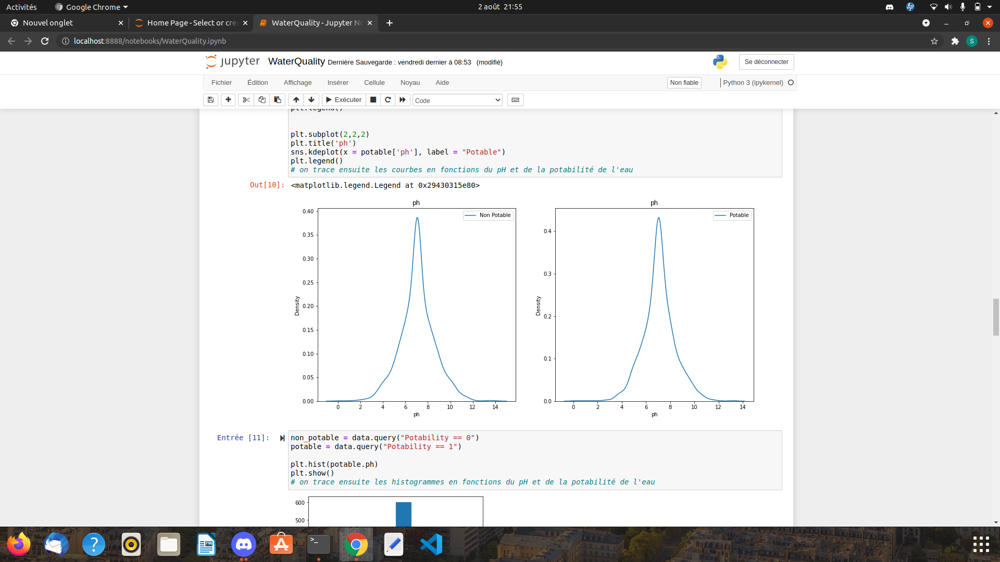 Activités
Google Chrome
2 août 21:55
hp
Nouvel onglet
Home Page - Select or cre
WaterQuality - Jupyter No
localhost:8888/notebooks/WaterQuality.ipynb
S
jupyter
WaterQuality Dernière Sauvegarde : vendredi dernier à 08:53 (modifié)
Se déconnecter
Fichier Édition Affichage Insérer Cellule Noyau Aide
Non fiable
Python 3 (ipykernel)
Exécuter
Code
plt.legend()
plt.subplot(2,2,2)
plt.title('ph')
sns.kdeplot(x = potable['ph'], label = "Potable")
plt.legend()
# on trace ensuite les courbes en fonctions du pH et de la potabilité de l'eau
Out[10]: <matplotlib.legend.Legend at 0x29430315e80>
ph
Non Potable
0.40
0.35
0.30
0.25
0.20
0.15
0.10
0.05
0.00
Density
0 2 4 6 8 10 12 14
ph
ph
Potable
0.4
0.3
0.2
0.1
0.0
Density
0 2 4 6 8 10 12 14
ph
Entrée [11]:
non_potable = data.query("Potability == 0")
potable = data.query("Potability == 1")
plt.hist(potable.ph)
plt.show()
# on trace ensuite les histogrammes en fonctions du pH et de la potabilité de l'eau
600
500